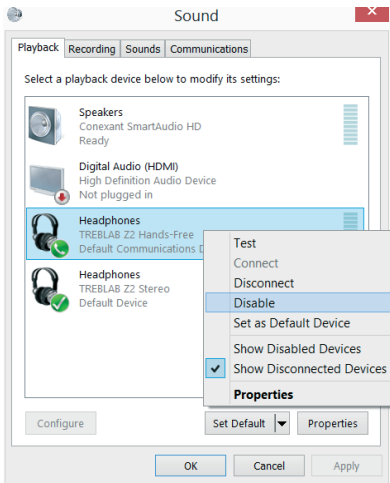 Sound
Playback Recording Sounds Communications
Select a playback device below to modify its settings:
Speakers
Conexant SmartAudio HD
Ready
Digital Audio (HDMI)
High Definition Audio Device
Not plugged in
Headphones
TREBLAB Z2 Hands-Free
Default Communications D
Headphones
TREBLAB Z2 Stereo
Default Device
Test
Connect
Disconnect
Disable
Set as Default Device
Show Disabled Devices
Show Disconnected Devices
Properties
Configure Set Default Properties
OK Cancel Apply